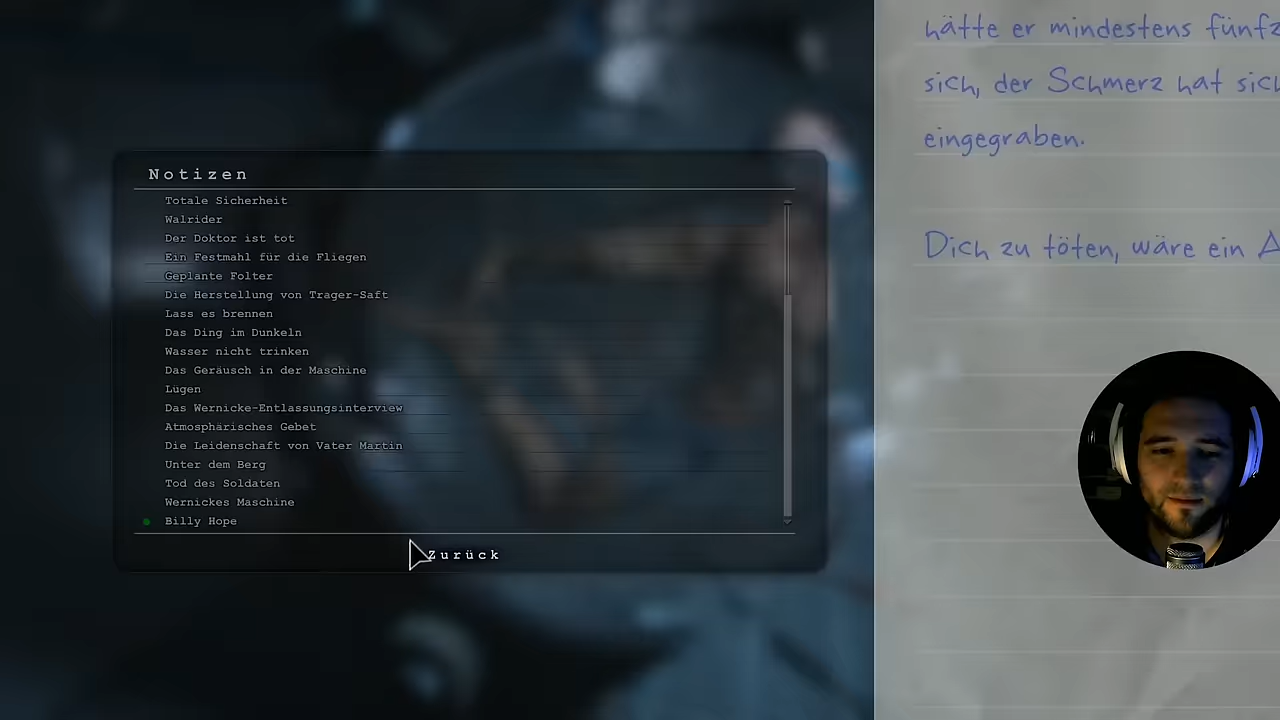 Notizen
Totale Sicherheit
Walrider
Der Doktor ist tot
Ein Festmahl für die Fliegen
Geplante Folter
Die Herstellung von Trager-Saft
Lass es brennen
Das Ding im Dunkeln
Wasser nicht trinken
Das Geräusch in der Maschine
Lügen
Das Wernicke-Entlassungsinterview
Atmosphärisches Gebet
Die Leidenschaft von Vater Martin
Unter dem Berg
Tod des Soldaten
Wernickes Maschine
Billy Hope
Zurück
hätte er mindestens fünfz
sich, der Schmerz hat sich
eingegraben.
Dich zu töten, wäre ein A